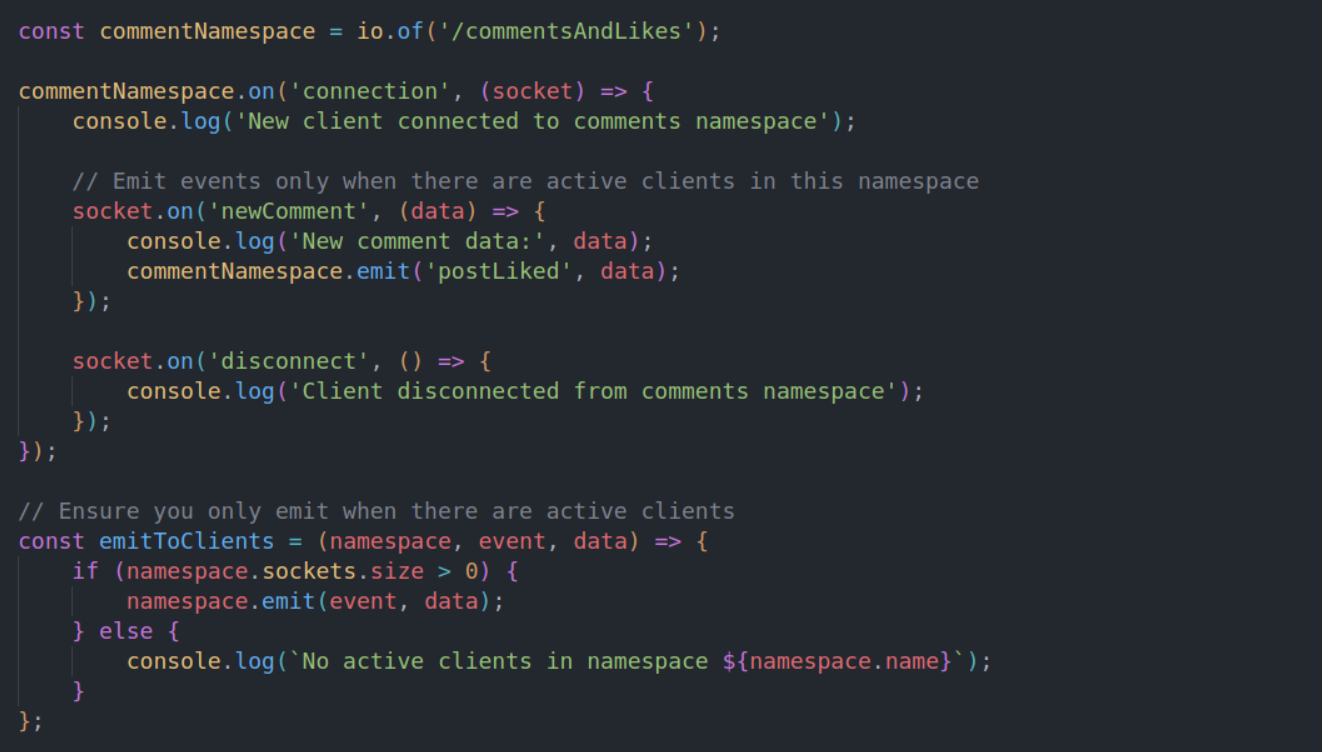 const commentNamespace = io.of('/commentsAndLikes');

commentNamespace.on('connection', (socket) => {
    console.log('New client connected to comments namespace');

    // Emit events only when there are active clients in this namespace
    socket.on('newComment', (data) => {
        console.log('New comment data:', data);
        commentNamespace.emit('postLiked', data);
    });

    socket.on('disconnect', () => {
        console.log('Client disconnected from comments namespace');
    });
});

// Ensure you only emit when there are active clients
const emitToClients = (namespace, event, data) => {
    if (namespace.sockets.size > 0) {
        namespace.emit(event, data);
    } else {
        console.log(`No active clients in namespace ${namespace.name}`);
    }
};